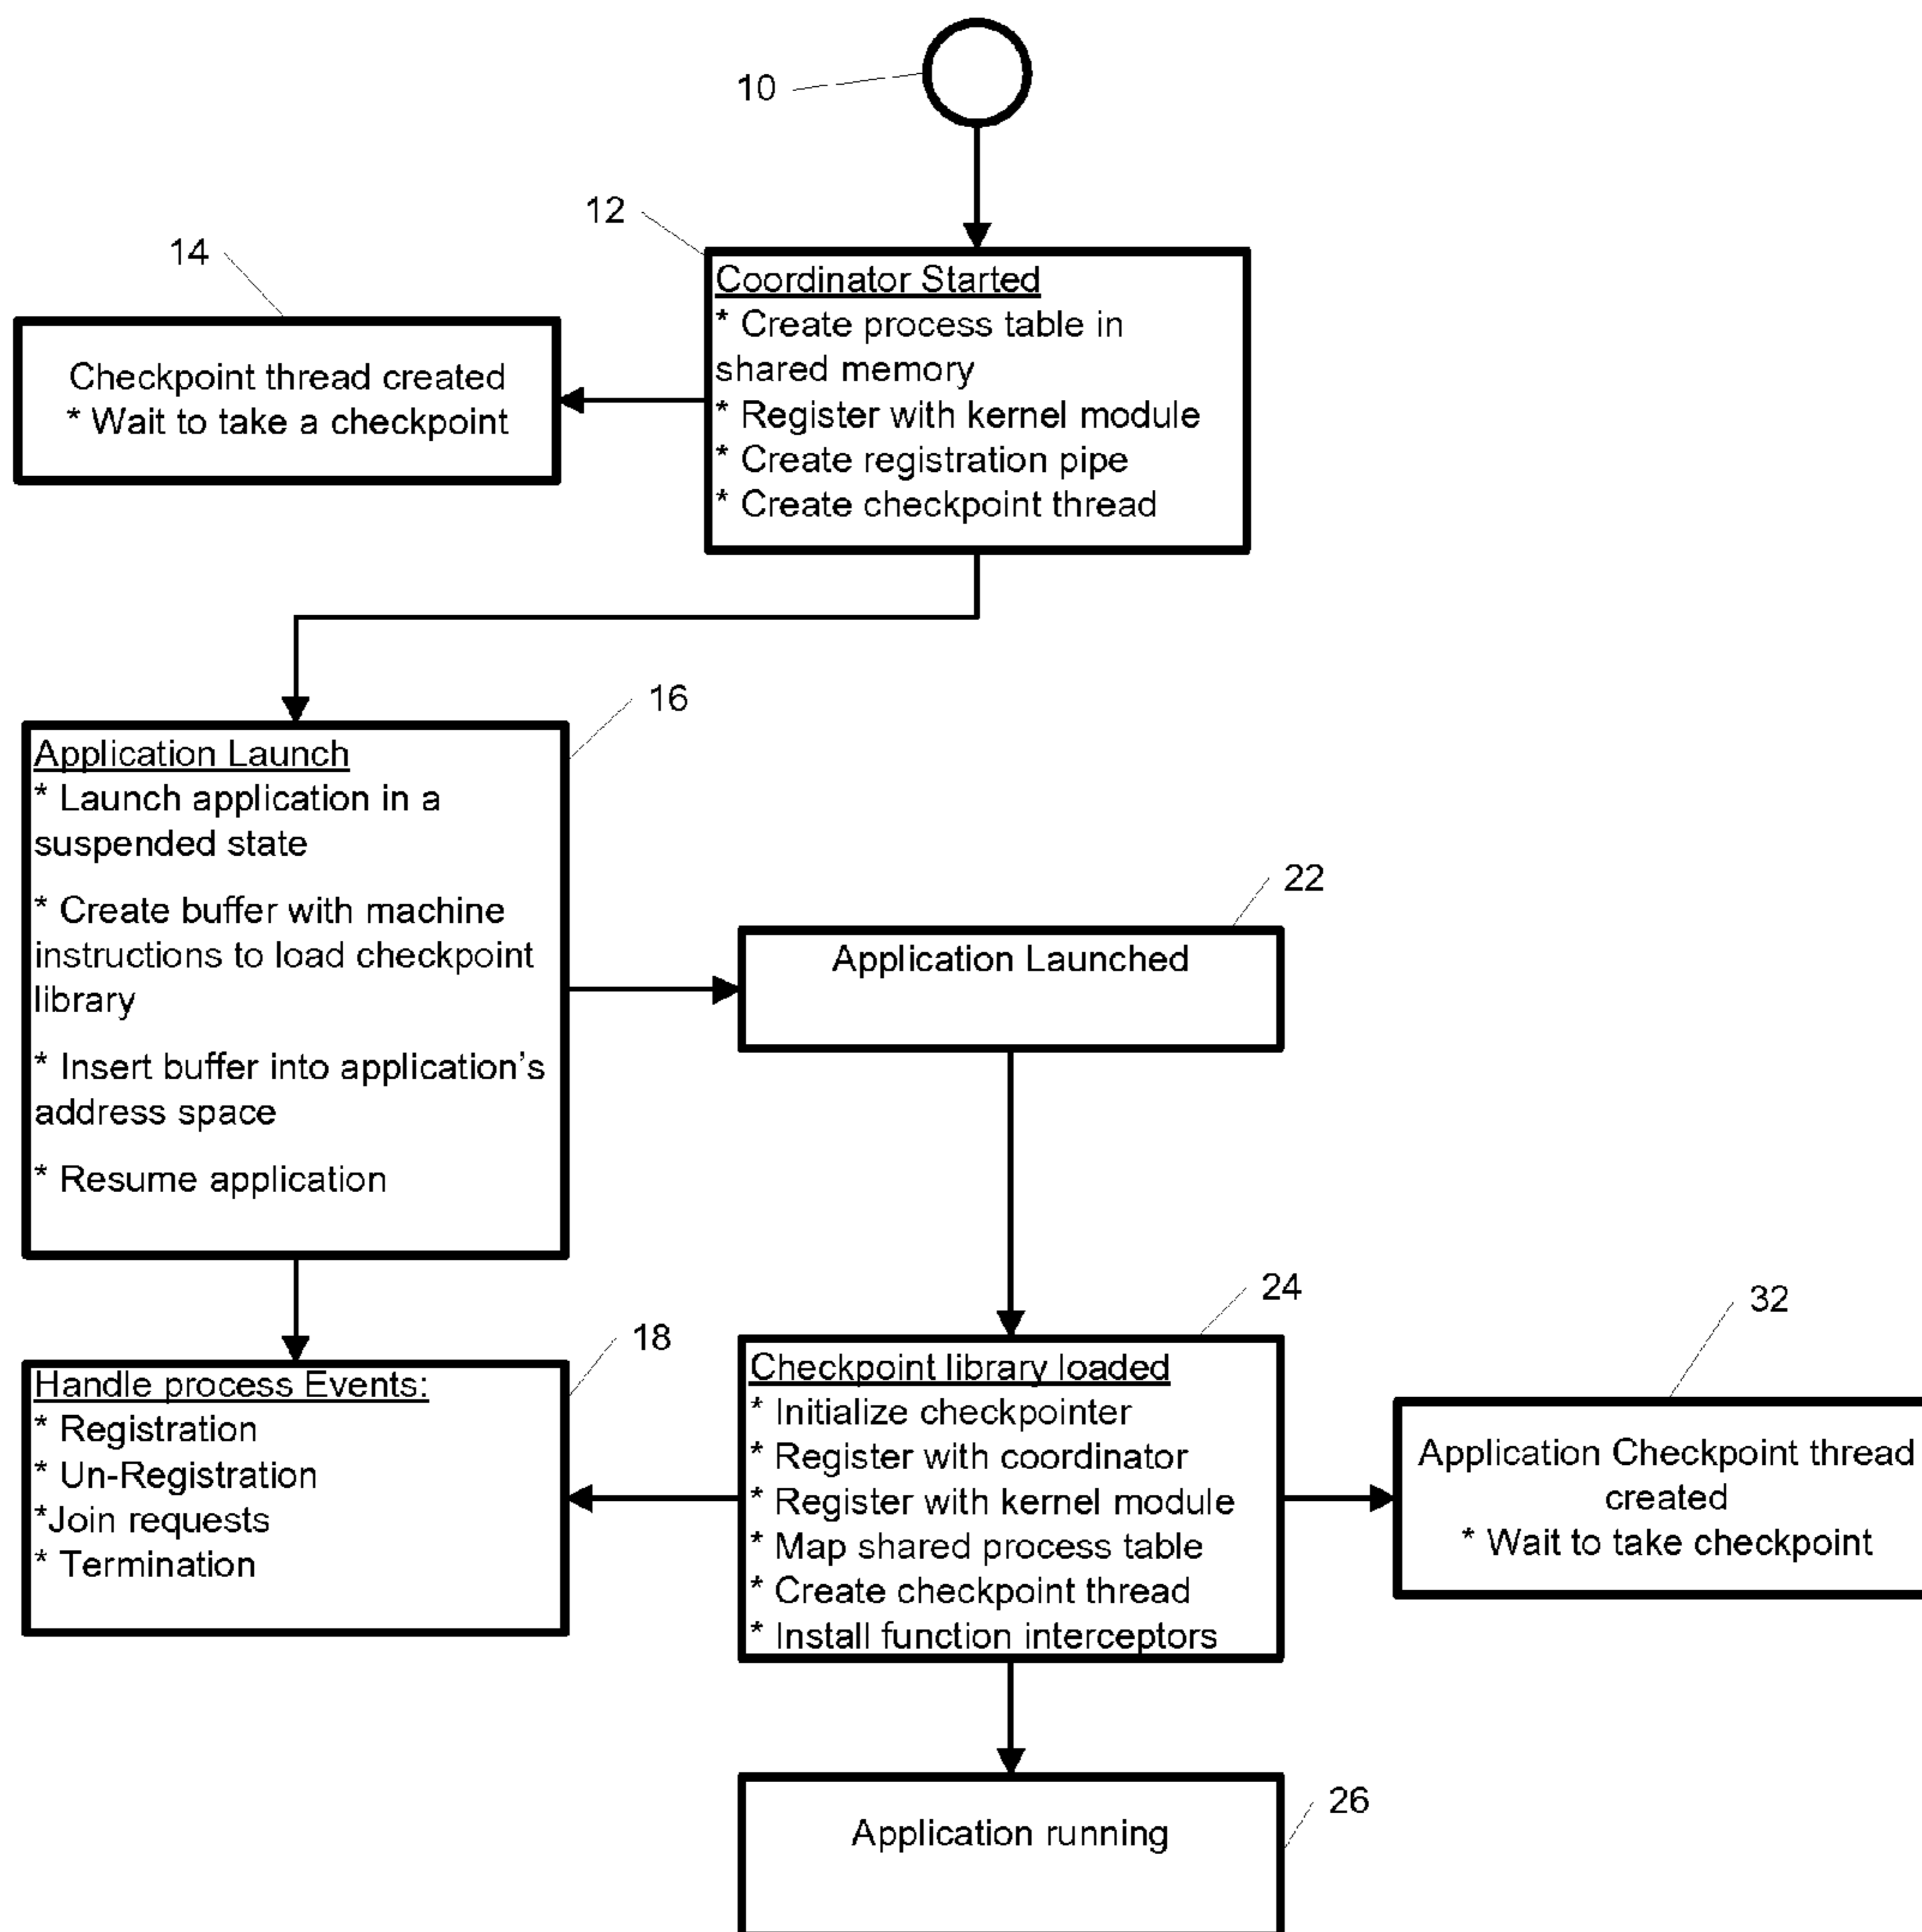 10
12
Coordinator Started
* Create process table in
shared memory
* Register with kernel module
* Create registration pipe
* Create checkpoint thread
14
Checkpoint thread created
* Wait to take a checkpoint
16
Application Launch
* Launch application in a
suspended state
* Create buffer with machine
instructions to load checkpoint
library
* Insert buffer into application’s
address space
* Resume application
22
Application Launched
18
Handle process Events:
* Registration
* Un-Registration
*Join requests
* Termination
24
Checkpoint library loaded
* Initialize checkpointer
* Register with coordinator
* Register with kernel module
* Map shared process table
* Create checkpoint thread
* Install function interceptors
32
Application Checkpoint thread
created
* Wait to take checkpoint
26
Application running